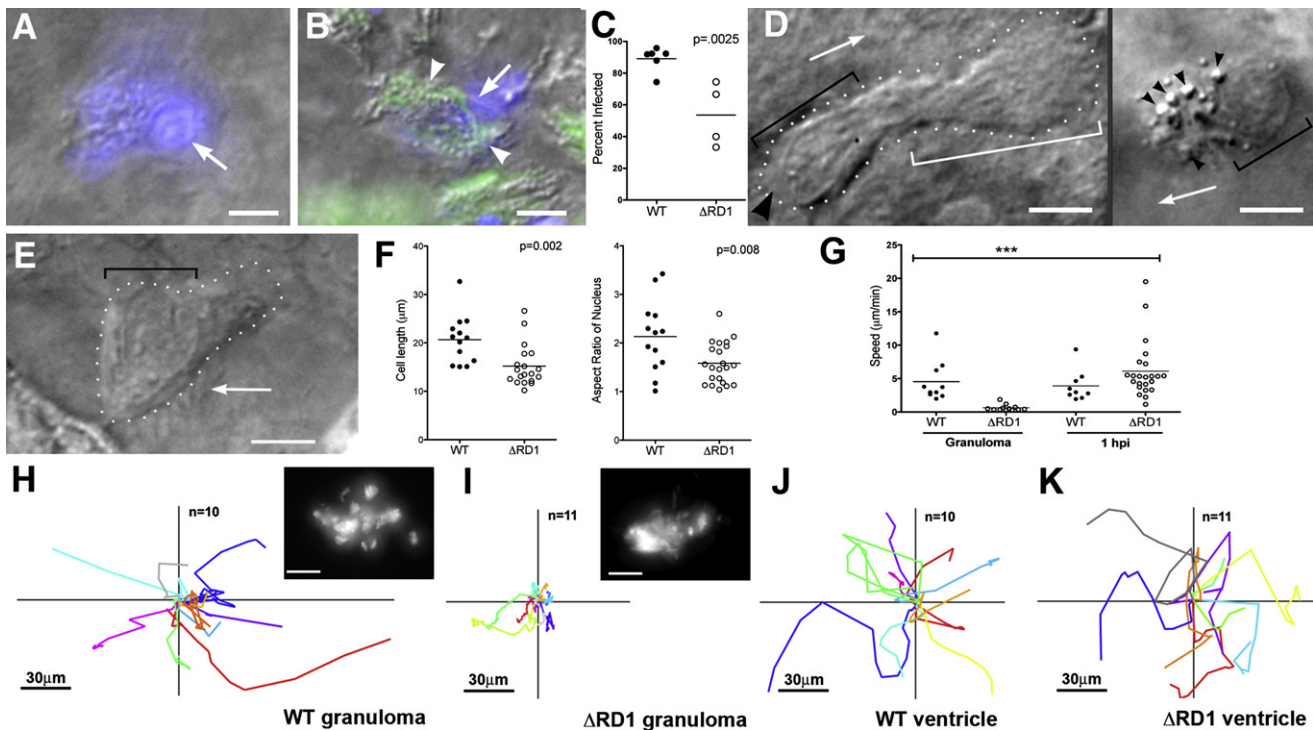 A
B
C
p=.0025
Percent Infected
100
80
60
40
20
0
WT
ΔRD1
D
E
F
p=0.002
Cell length (μm)
40
30
20
10
0
WT
ΔRD1
p=0.008
Aspect Ratio of Nucleus
4
3
2
1
0
WT
ΔRD1
G
***
Speed (μm/min)
25
20
15
10
5
0
WT
ΔRD1
WT
ΔRD1
Granuloma
1 hpi
H
n=10
30μm
WT granuloma
I
n=11
30μm
ΔRD1 granuloma
J
n=10
30μm
WT ventricle
K
n=11
30μm
ΔRD1 ventricle